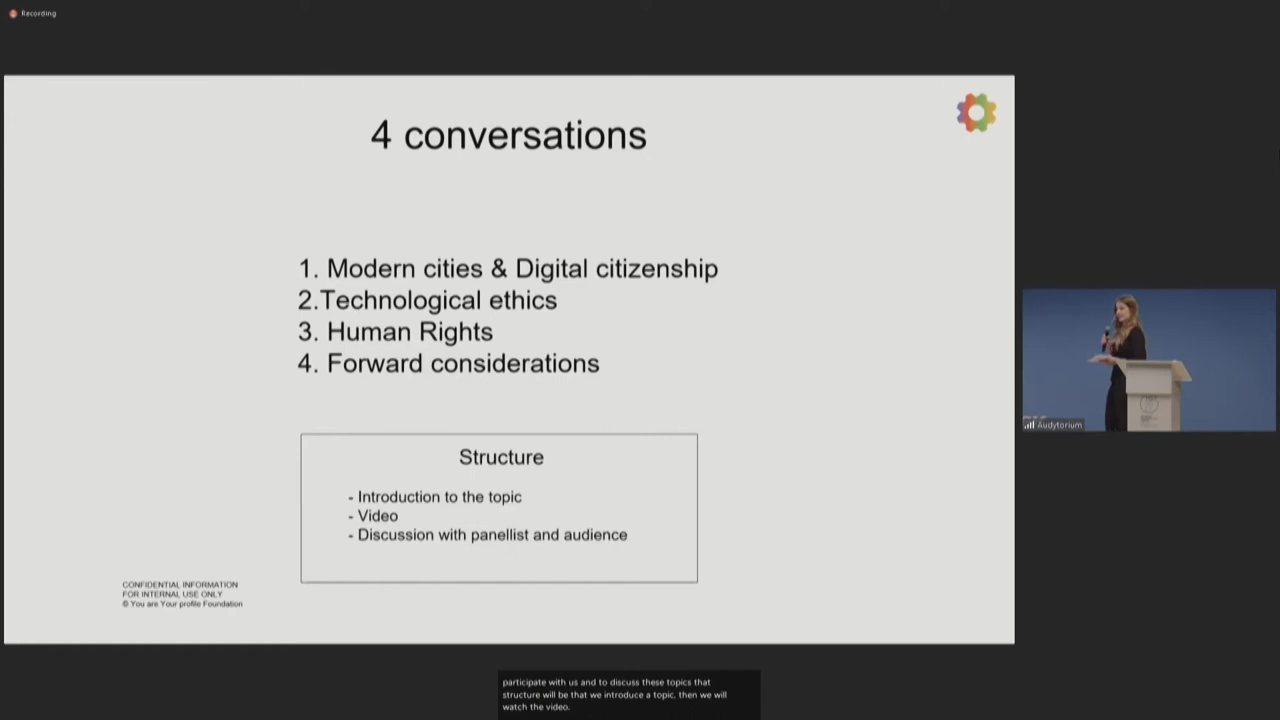 Recording
4 conversations
1. Modern cities & Digital citizenship
2.Technological ethics
3. Human Rights
4. Forward considerations
Structure
- Introduction to the topic
- Video
- Discussion with panellist and audience
CONFIDENTIAL INFORMATION
FOR INTERNAL USE ONLY
© You are Your profile Foundation
Audytorium
participate with us and to discuss these topics that
structure will be that we introduce a topic, then we will
watch the video.